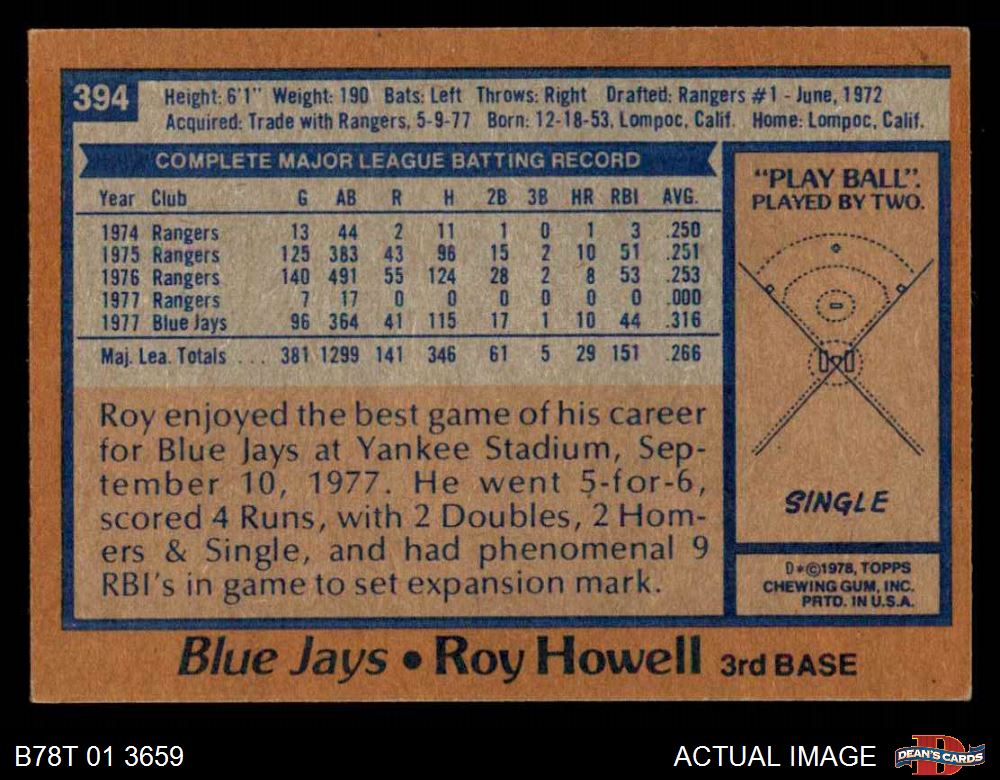 394
Height: 6'1" Weight: 190 Bats: Left Throws: Right Drafted: Rangers #1 - June, 1972
Acquired: Trade with Rangers, 5-9-77 Born: 12-18-53, Lompoc, Calif. Home: Lompoc, Calif.
COMPLETE MAJOR LEAGUE BATTING RECORD
Year Club G AB R H 2B 3B HR RBI AVG.
1974 Rangers 13 44 2 11 1 0 1 3 .250
1975 Rangers 125 383 43 96 15 2 10 51 .251
1976 Rangers 140 491 55 124 28 2 8 53 .253
1977 Rangers 7 17 0 0 0 0 0 0 .000
1977 Blue Jays 96 364 41 115 17 1 10 44 .316
Maj. Lea. Totals ... 381 1299 141 346 61 5 29 151 .266
Roy enjoyed the best game of his career
for Blue Jays at Yankee Stadium, Sep-
tember 10, 1977. He went 5-for-6,
scored 4 Runs, with 2 Doubles, 2 Hom-
ers & Single, and had phenomenal 9
RBI's in game to set expansion mark.
"PLAY BALL".
PLAYED BY TWO.
SINGLE
D*©1978, TOPPS
CHEWING GUM, INC.
PRTD. IN U.S.A.
Blue Jays • Roy Howell 3rd BASE
B78T 01 3659
ACTUAL IMAGE
D
DEAN'S CARDS